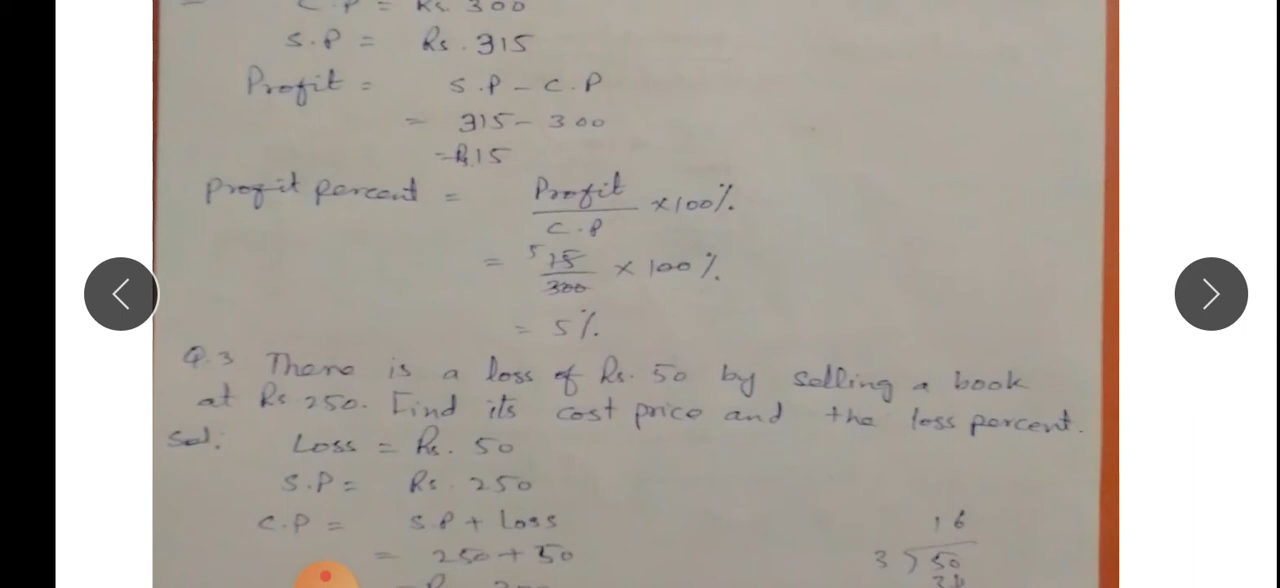 C.P = Rs. 300
S.P = Rs. 315
Profit = S.P - C.P
= 315 - 300
= Rs.15
Profit percent = Profit/C.P × 100%
= 5 15/300 × 100%
= 5%
Q.3 There is a loss of Rs. 50 by selling a book
at Rs 250. Find its cost price and the loss percent.
Sol. Loss = Rs. 50
S.P = Rs. 250
C.P = S.P + Loss
= 250 + 50
16
3 ) 50